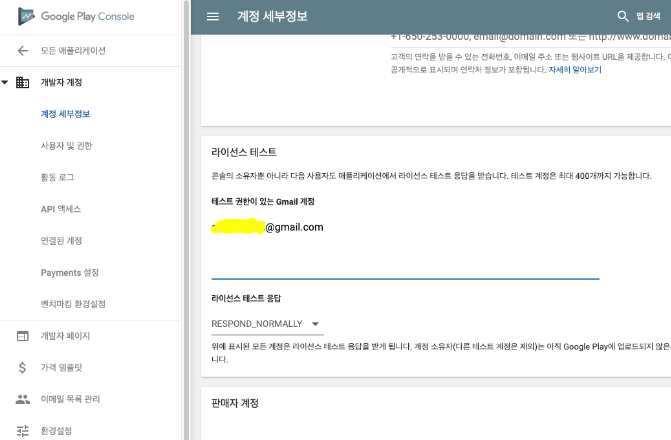 Google Play Console
모든 애플리케이션
개발자 계정
계정 세부정보
사용자 및 권한
활동 로그
API 액세스
연결된 계정
Payments 설정
벤치마킹 환경설정
개발자 페이지
가격 템플릿
이메일 목록 관리
환경설정
계정 세부정보
앱 검색
+1-650-253-0000, email@domain.com 또는 http://www.doma
고객의 연락을 받을 수 있는 전화번호, 이메일 주소 또는 웹사이트 URL을 제공합니다.
공개적으로 표시되며 연락처 정보가 포함됩니다. 자세히 알아보기
라이선스 테스트
콘솔의 소유자뿐 아니라 다음 사용자도 애플리케이션에서 라이선스 테스트 응답을 받습니다. 테스트 계정은 최대 400개까지 가능합니다.
테스트 권한이 있는 Gmail 계정
@gmail.com
라이선스 테스트 응답
RESPOND_NORMALLY
위에 표시된 모든 계정은 라이선스 테스트 응답을 받게 됩니다. 계정 소유자(다른 테스트 계정은 제외)는 아직 Google Play에 업로드되지 않은
니다.
판매자 계정